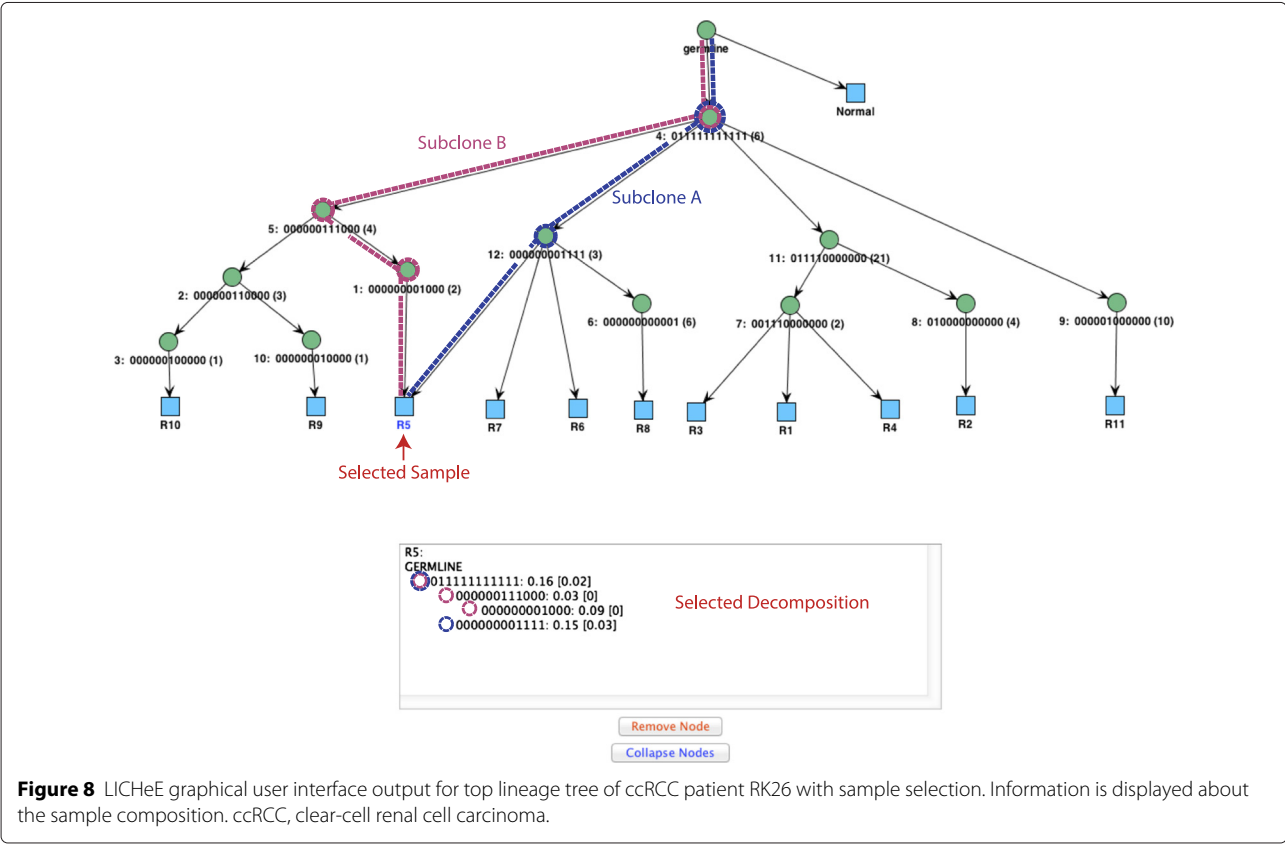 germline
Normal
4: 011111111111 (6)
Subclone B
Subclone A
5: 000000111000 (4)
12: 000000001111 (3)
11: 011110000000 (21)
2: 000000110000 (3)
1: 000000001000 (2)
6: 000000000001 (6)
7: 001110000000 (2)
8: 010000000000 (4)
9: 000001000000 (10)
3: 000000100000 (1)
10: 000000010000 (1)
R10
R9
R5
R7
R6
R8
R3
R1
R4
R2
R11
Selected Sample
R5:
GERMLINE
011111111111: 0.16 [0.02]
000000111000: 0.03 [0]
000000001000: 0.09 [0]
000000001111: 0.15 [0.03]
Selected Decomposition
Remove Node
Collapse Nodes
Figure 8 LICHeE graphical user interface output for top lineage tree of ccRCC patient RK26 with sample selection. Information is displayed about
the sample composition. ccRCC, clear-cell renal cell carcinoma.